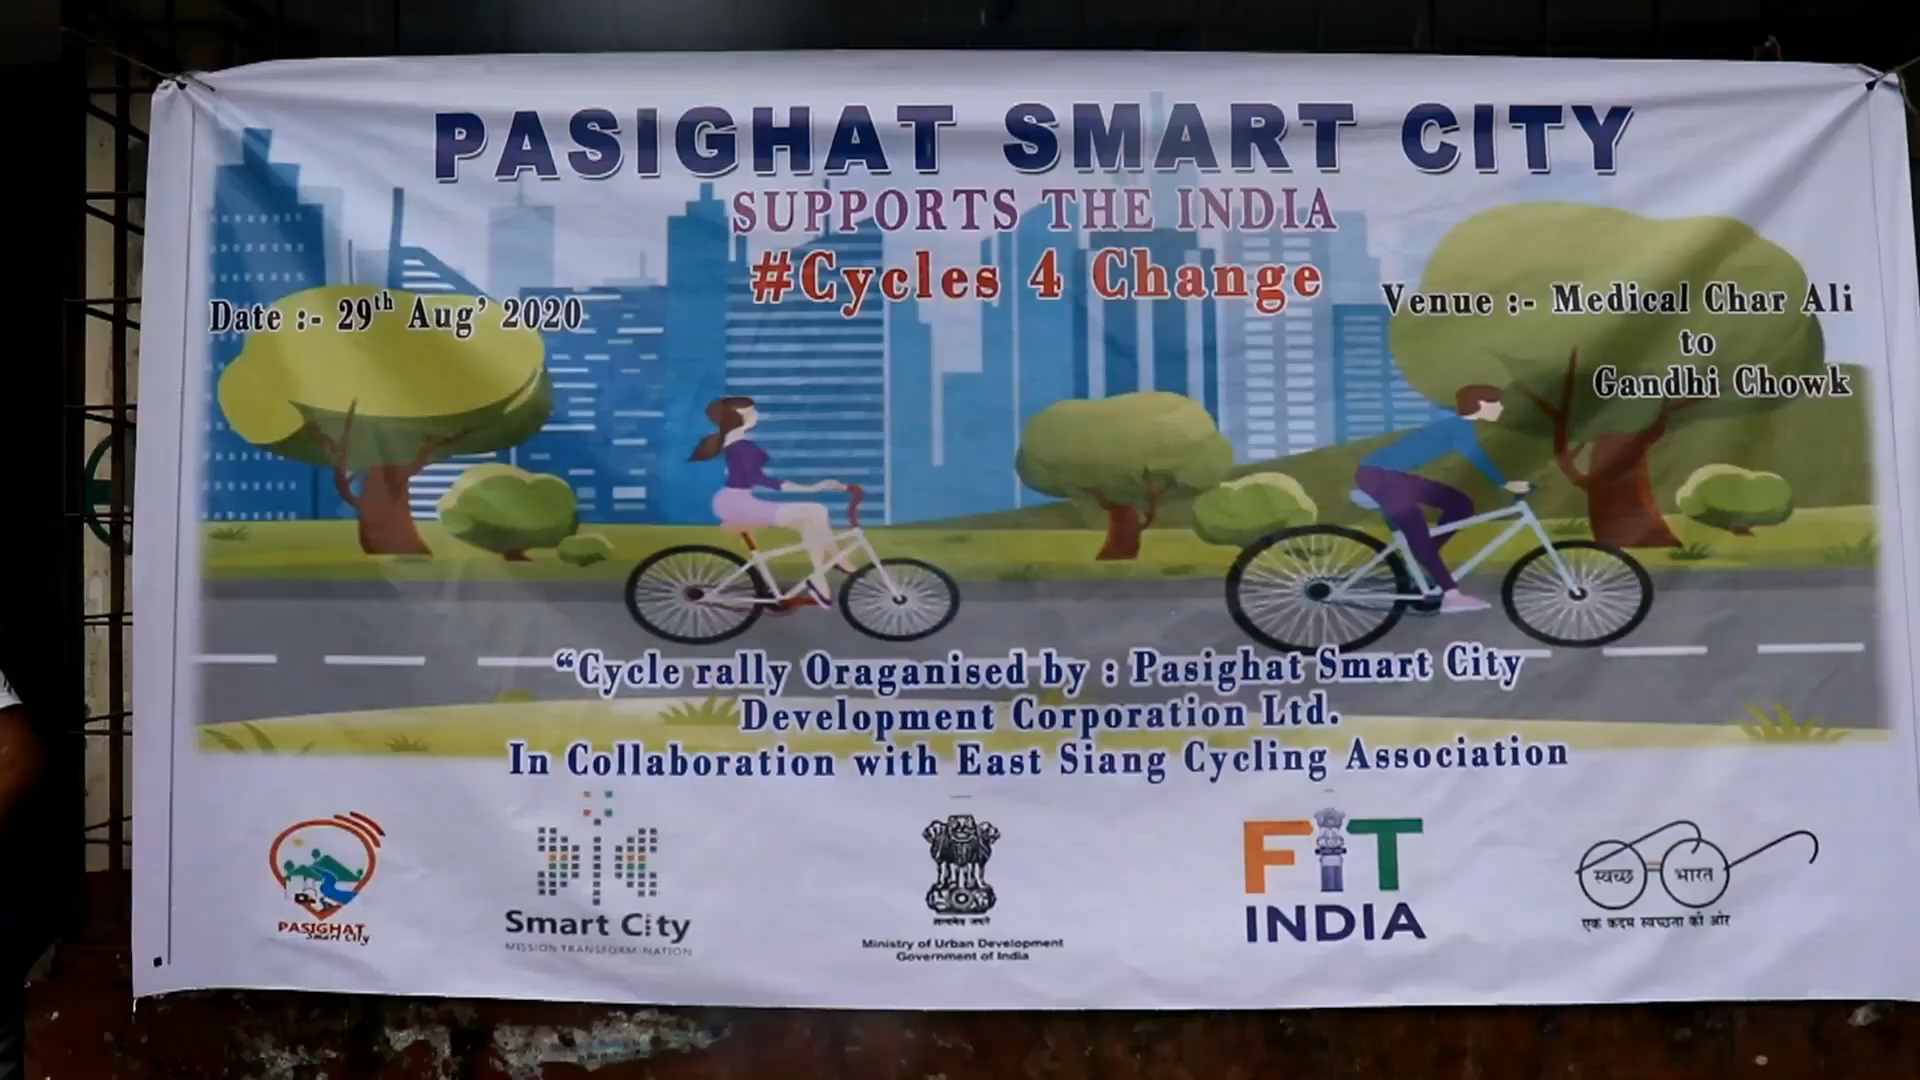 PASIGHAT SMART CITY
SUPPORTS THE INDIA
#Cycles 4 Change
Date :- 29th Aug' 2020
Venue :- Medical Char Ali
to
Gandhi Chowk
“Cycle rally Oraganised by : Pasighat Smart City
Development Corporation Ltd.
In Collaboration with East Siang Cycling Association
PASIGHAT
Smart City
Smart City
MISSION TRANSFORM-NATION
सत्यमेव जयते
Ministry of Urban Development
Government of India
FIT
INDIA
स्वच्छ भारत
एक कदम स्वच्छता की ओर